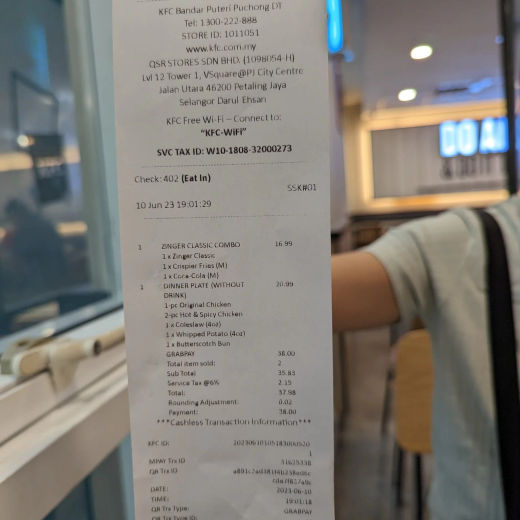 KFC Bandar Puteri Puchong DT
Tel: 1300-222-888
STORE ID: 1011051
www.kfc.com.my
QSR STORES SDN BHD. (1098054-H)
Lvl 12 Tower 1, VSquare@PJ City Centre
Jalan Utara 46200 Petaling Jaya
Selangor Darul Ehsan
KFC Free Wi-Fi – Connect to:
"KFC-WiFi"
SVC TAX ID: W10-1808-32000273
Check: 402 (Eat In)
SSK#01
10 Jun 23 19:01:29
1 ZINGER CLASSIC COMBO 16.99
1 x Zinger Classic
1 x Crispier Fries (M)
1 x Coca-Cola (M)
1 DINNER PLATE (WITHOUT 20.99
DRINK)
1-pc Original Chicken
2-pc Hot & Spicy Chicken
1 x Coleslaw (4oz)
1 x Whipped Potato (4oz)
1 x Butterscotch Bun
GRABPAY 38.00
Total item sold: 2
Sub Total 35.83
Service Tax @6% 2.15
Total: 37.98
Rounding Adjustment: 0.02
Payment: 38.00
***Cashless Transaction Information***
KFC ID:
1
MPAY Trx ID 51625338
QR Trx ID
DATE: 2023-06-10
TIME: 19:01:18
QR Trx Type: GRABPAY
QR Trx Type ID: